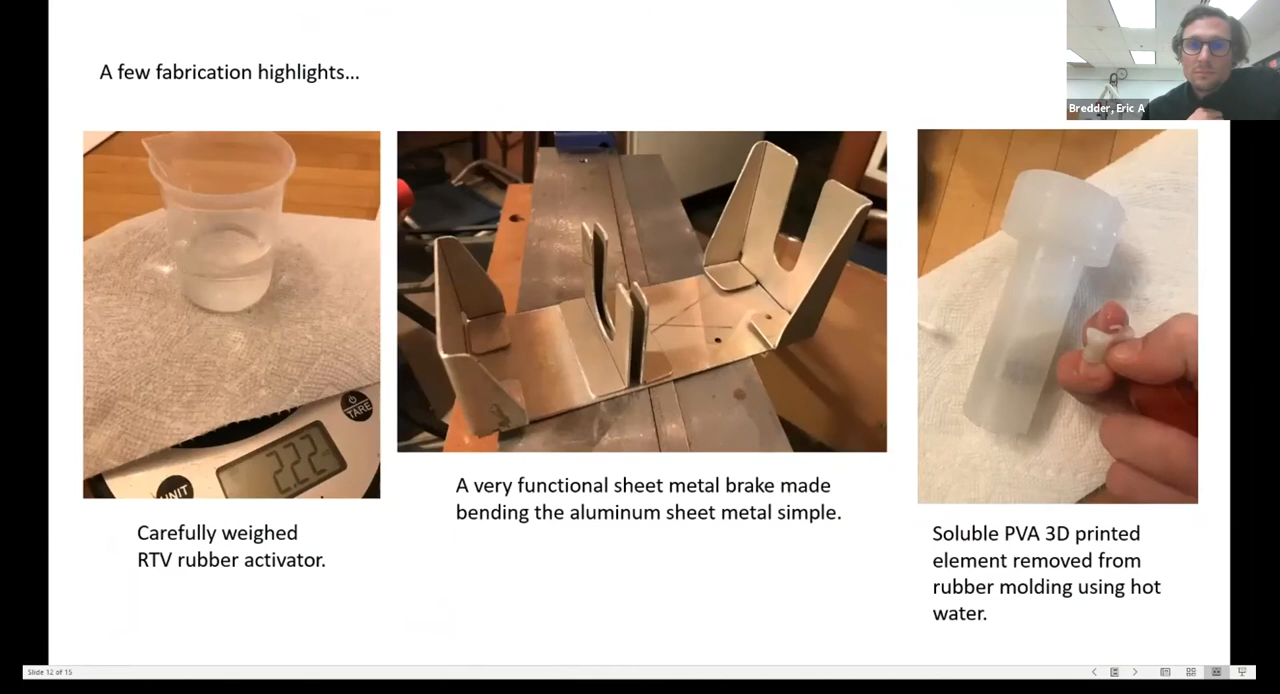 A few fabrication highlights...
Bredder, Eric A
TARE
UNIT
222
Carefully weighed
RTV rubber activator.
A very functional sheet metal brake made
bending the aluminum sheet metal simple.
Soluble PVA 3D printed
element removed from
rubber molding using hot
water.
Slide 12 of 15